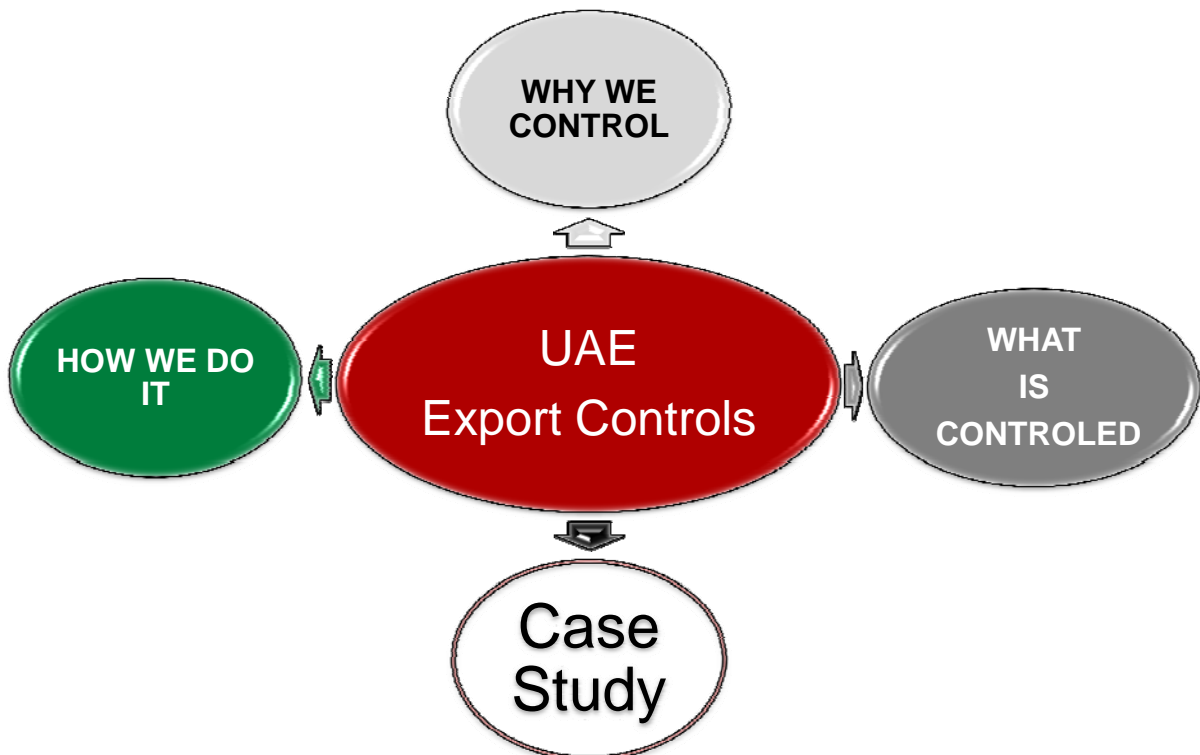 WHY WE
CONTROL
HOW WE DO
IT
UAE
Export Controls
WHAT
IS
CONTROLED
Case
Study